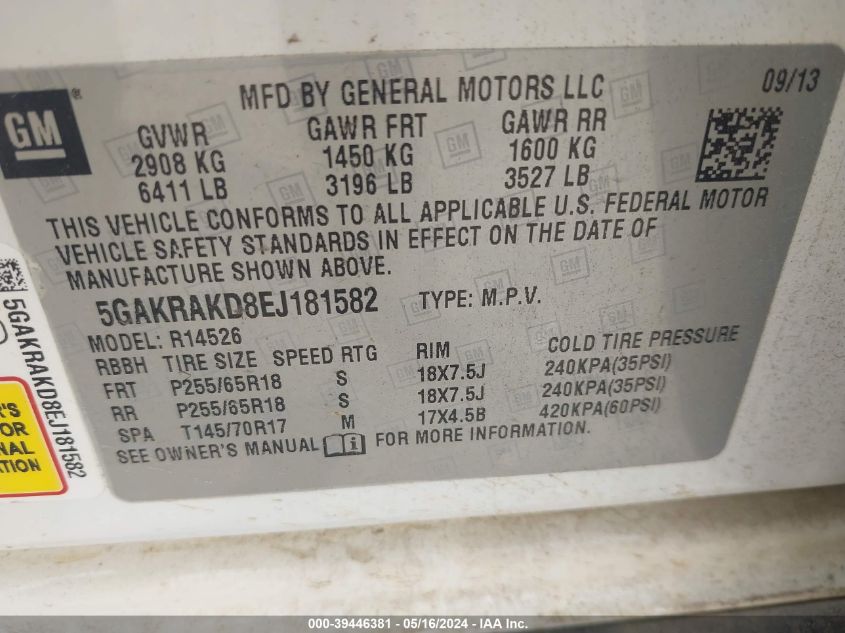 GM
®
MFD BY GENERAL MOTORS LLC
09/13
GVWR GAWR FRT GAWR RR
2908 KG 1450 KG 1600 KG
6411 LB 3196 LB 3527 LB
THIS VEHICLE CONFORMS TO ALL APPLICABLE U.S. FEDERAL MOTOR
VEHICLE SAFETY STANDARDS IN EFFECT ON THE DATE OF
MANUFACTURE SHOWN ABOVE.
5GAKRAKD8EJ181582 TYPE: M.P.V.
MODEL: R14526
RBBH TIRE SIZE SPEED RTG RIM COLD TIRE PRESSURE
FRT P255/65R18 S 18X7.5J 240KPA(35PSI)
RR P255/65R18 S 18X7.5J 240KPA(35PSI)
SPA T145/70R17 M 17X4.5B 420KPA(60PSI)
SEE OWNER'S MANUAL FOR MORE INFORMATION.
5GAKRAKD8EJ181582
000-39446381 - 05/16/2024 - IAAI.com